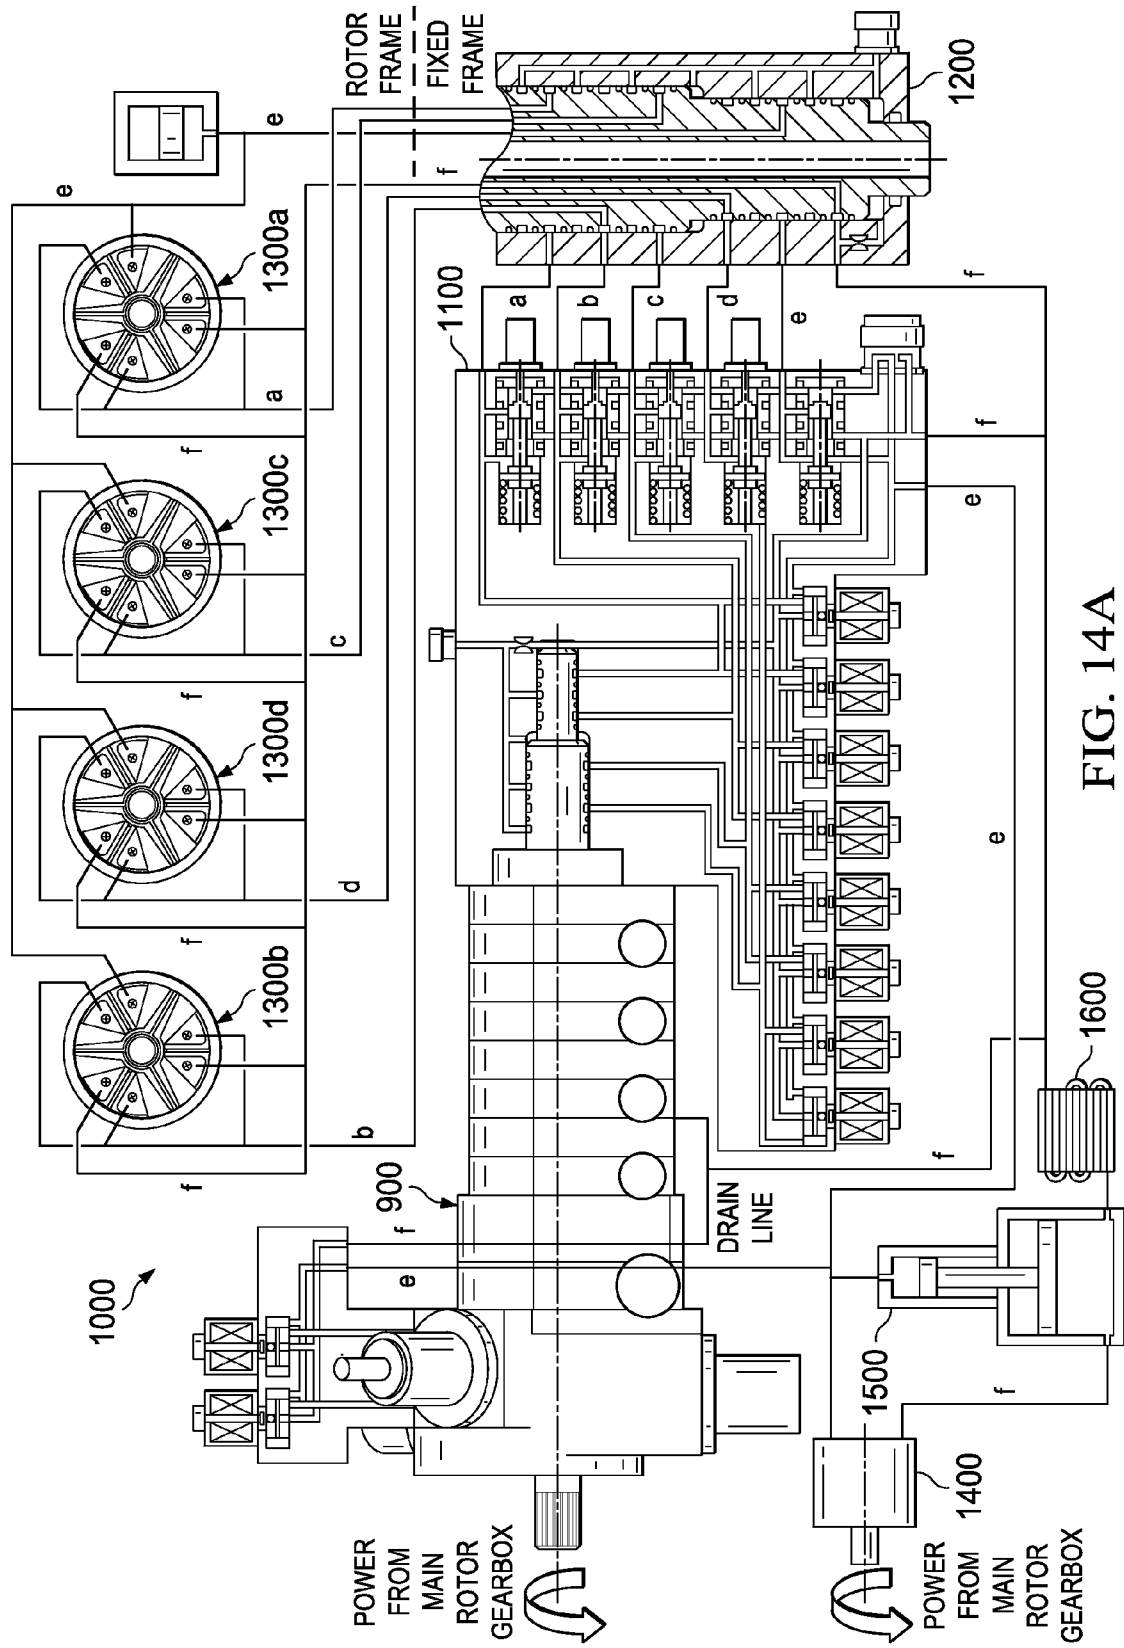 1000
POWER
FROM
MAIN
ROTOR
GEARBOX
POWER
FROM
MAIN
ROTOR
GEARBOX
1400
1500
1600
f
e
f
900
DRAIN
LINE
f
e
f
1300b
b
f
1300d
d
f
1300c
c
f
1300a
a
f
e
e
f
ROTOR
FRAME
FIXED
FRAME
1100
a
b
c
d
e
f
f
e
1200
FIG. 14A